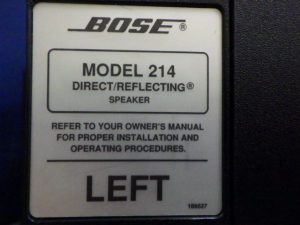 BOSE®
MODEL 214
DIRECT/REFLECTING®
SPEAKER
REFER TO YOUR OWNER'S MANUAL
FOR PROPER INSTALLATION AND
OPERATING PROCEDURES.
LEFT